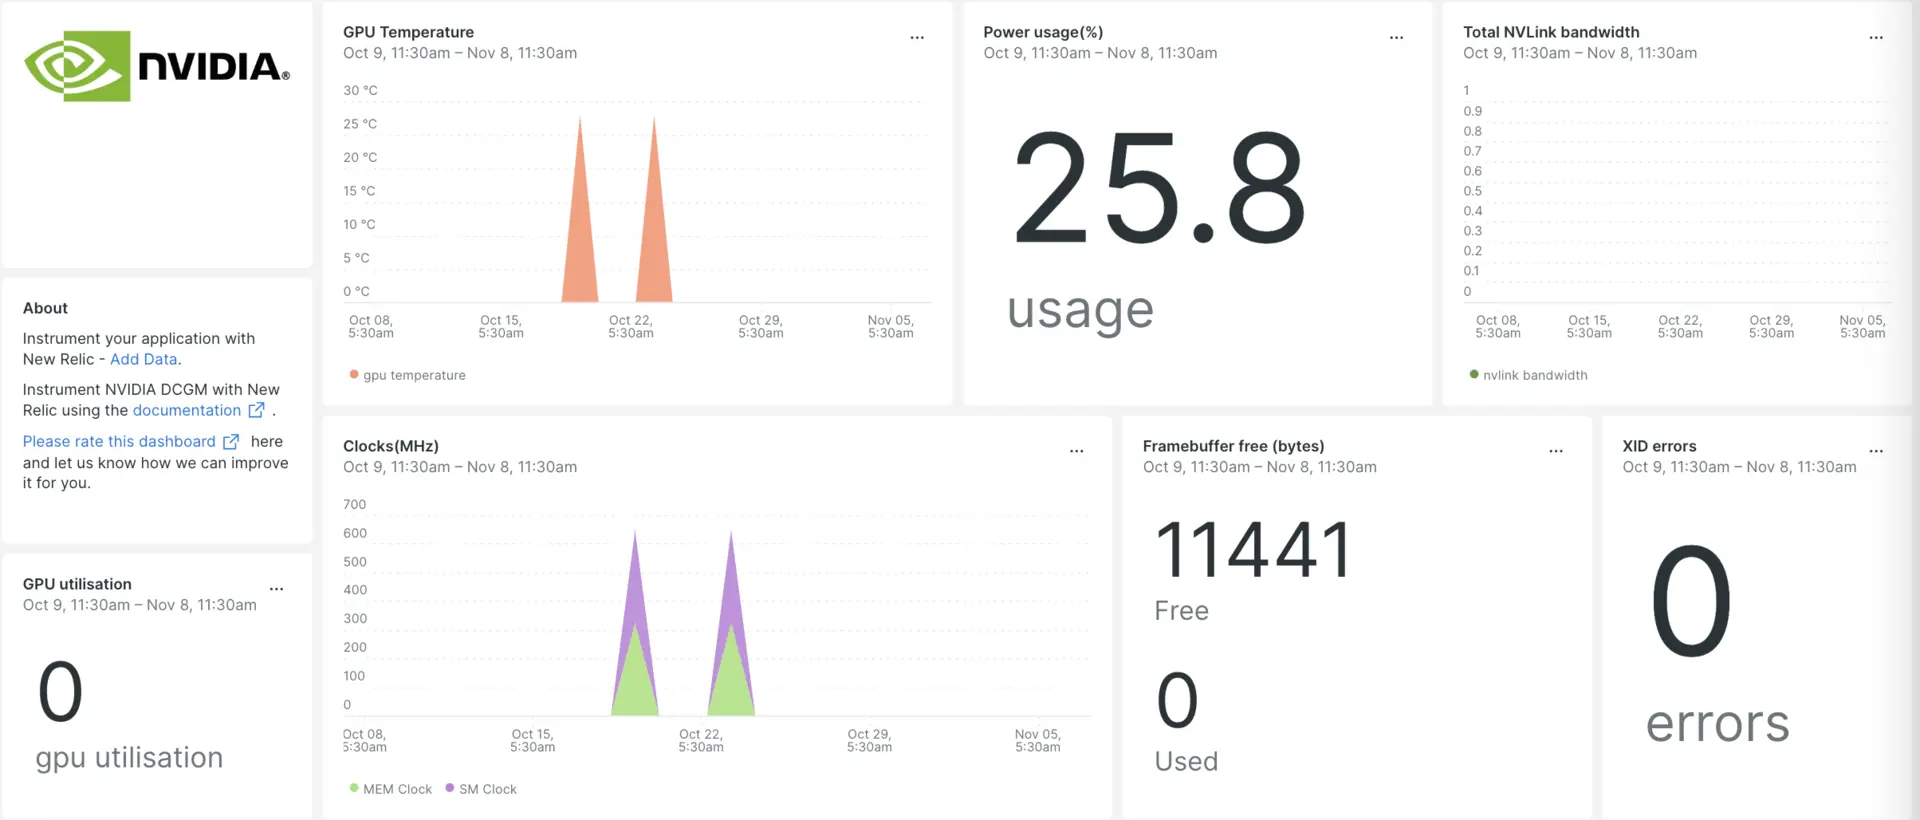 NVIDIA®
About
Instrument your application with
New Relic - Add Data.
Instrument NVIDIA DCGM with New
Relic using the documentation .
Please rate this dashboard here
and let us know how we can improve
it for you.
GPU utilisation
...
Oct 9, 11:30am – Nov 8, 11:30am
0
gpu utilisation
GPU Temperature
...
Oct 9, 11:30am – Nov 8, 11:30am
30 °C
25 °C
20 °C
15 °C
10 °C
5 °C
0 °C
Oct 08, Oct 15, Oct 22, Oct 29, Nov 05,
5:30am 5:30am 5:30am 5:30am 5:30am
gpu temperature
Power usage(%)
...
Oct 9, 11:30am – Nov 8, 11:30am
25.8
usage
Total NVLink bandwidth
...
Oct 9, 11:30am – Nov 8, 11:30am
1
0.9
0.8
0.7
0.6
0.5
0.4
0.3
0.2
0.1
0
Oct 08, Oct 15, Oct 22, Oct 29, Nov 05,
5:30am 5:30am 5:30am 5:30am 5:30am
nvlink bandwidth
Clocks(MHz)
...
Oct 9, 11:30am – Nov 8, 11:30am
700
600
500
400
300
200
100
0
Oct 08, Oct 15, Oct 22, Oct 29, Nov 05,
5:30am 5:30am 5:30am 5:30am 5:30am
MEM Clock SM Clock
Framebuffer free (bytes)
...
Oct 9, 11:30am – Nov 8, 11:30am
11441
Free
0
Used
XID errors
...
Oct 9, 11:30am – Nov 8, 11:30am
0
errors